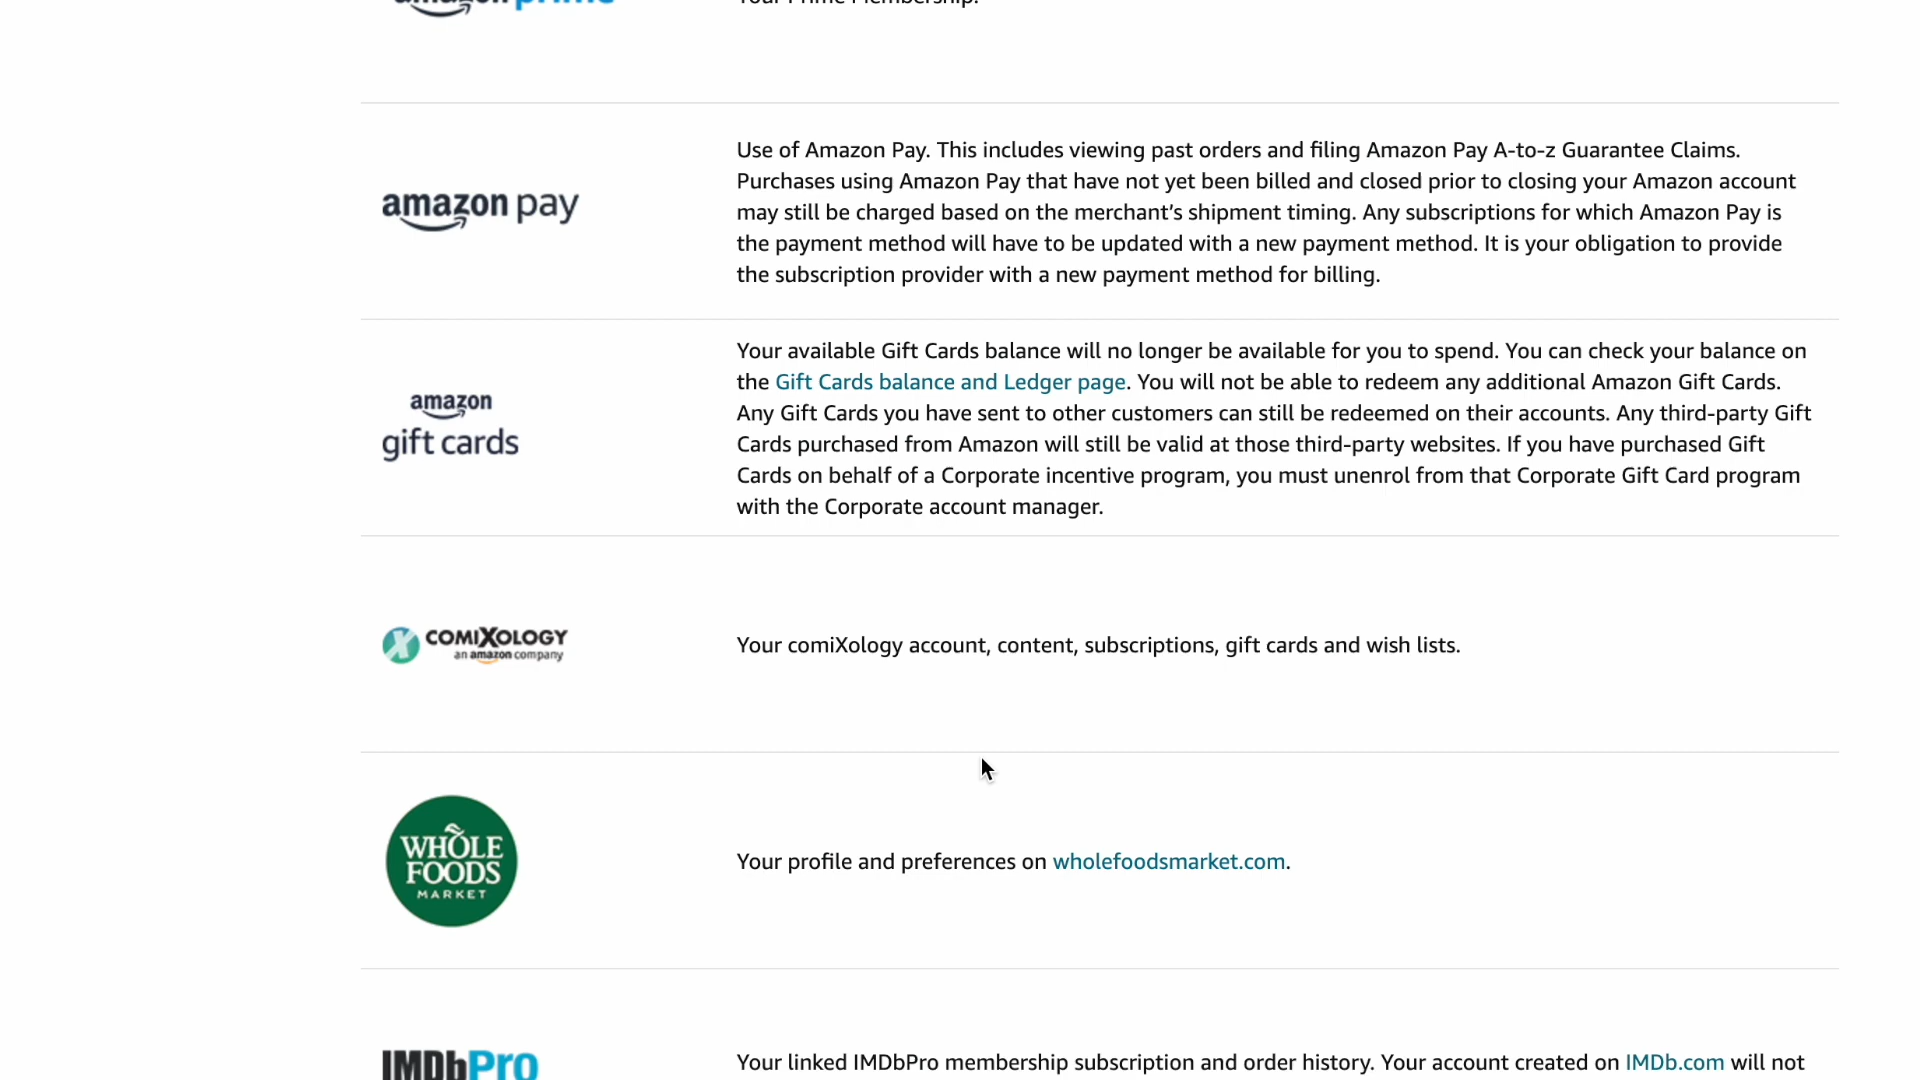 amazon prime
Your Prime Membership.
Use of Amazon Pay. This includes viewing past orders and filing Amazon Pay A-to-z Guarantee Claims.
Purchases using Amazon Pay that have not yet been billed and closed prior to closing your Amazon account
may still be charged based on the merchant’s shipment timing. Any subscriptions for which Amazon Pay is
the payment method will have to be updated with a new payment method. It is your obligation to provide
the subscription provider with a new payment method for billing.
amazon pay
Your available Gift Cards balance will no longer be available for you to spend. You can check your balance on
the Gift Cards balance and Ledger page. You will not be able to redeem any additional Amazon Gift Cards.
Any Gift Cards you have sent to other customers can still be redeemed on their accounts. Any third-party Gift
Cards purchased from Amazon will still be valid at those third-party websites. If you have purchased Gift
Cards on behalf of a Corporate incentive program, you must unenrol from that Corporate Gift Card program
with the Corporate account manager.
amazon
gift cards
COMIXOLOGY
an amazon company
Your comiXology account, content, subscriptions, gift cards and wish lists.
WHOLE
FOODS
MARKET
Your profile and preferences on wholefoodsmarket.com.
IMDbPro
Your linked IMDbPro membership subscription and order history. Your account created on IMDb.com will not